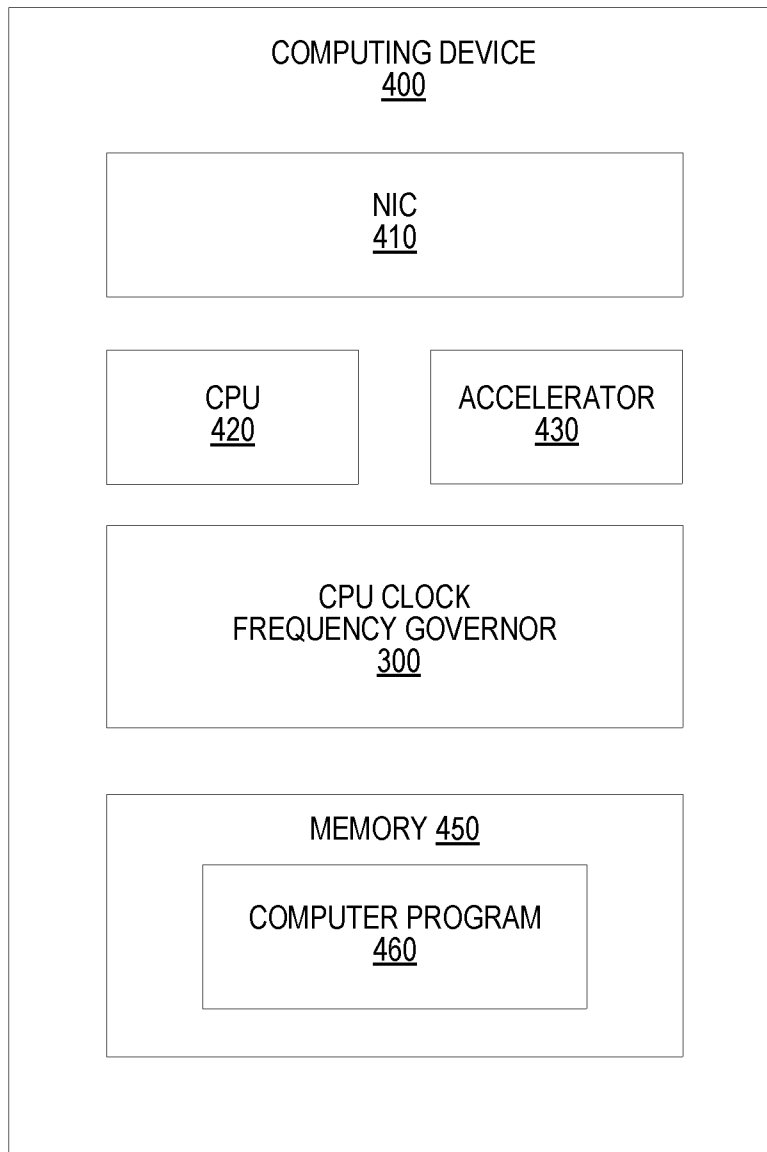 COMPUTING DEVICE
400
NIC
410
CPU
420
ACCELERATOR
430
CPU CLOCK
FREQUENCY GOVERNOR
300
MEMORY 450
COMPUTER PROGRAM
460